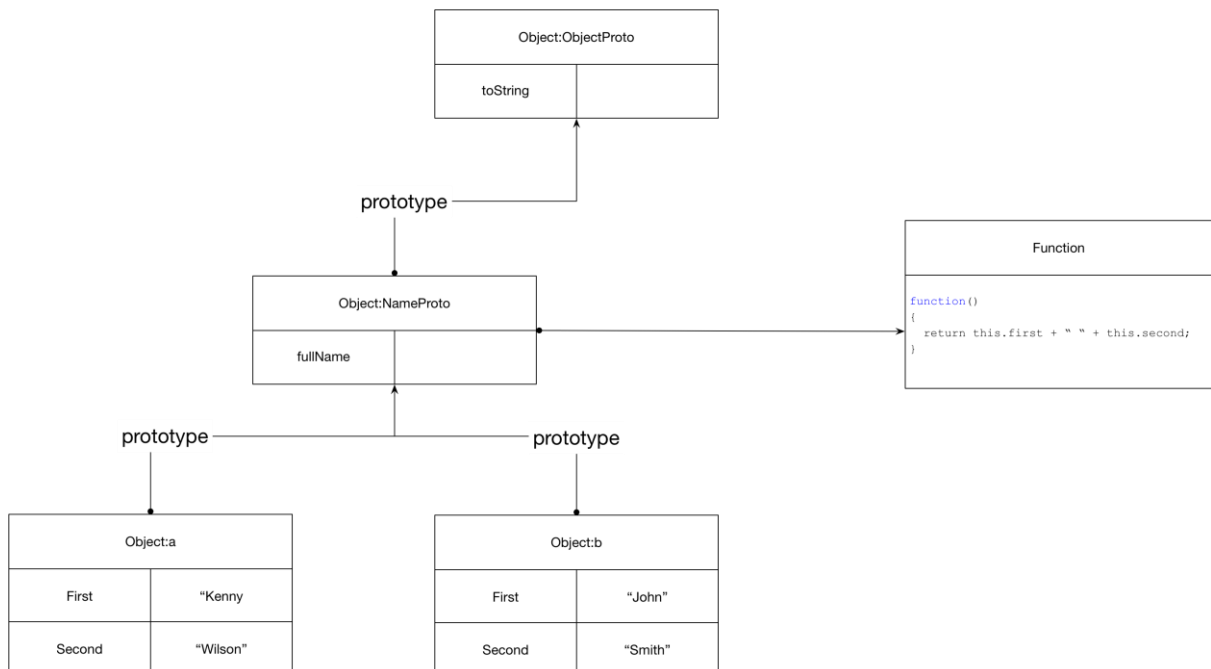 Object:ObjectProto
toString
prototype
Object:NameProto
fullName
Function
function()
{
return this.first + “ “ + this.second;
}
prototype
prototype
Object:a
First
“Kenny
Second
“Wilson”
Object:b
First
“John”
Second
“Smith”